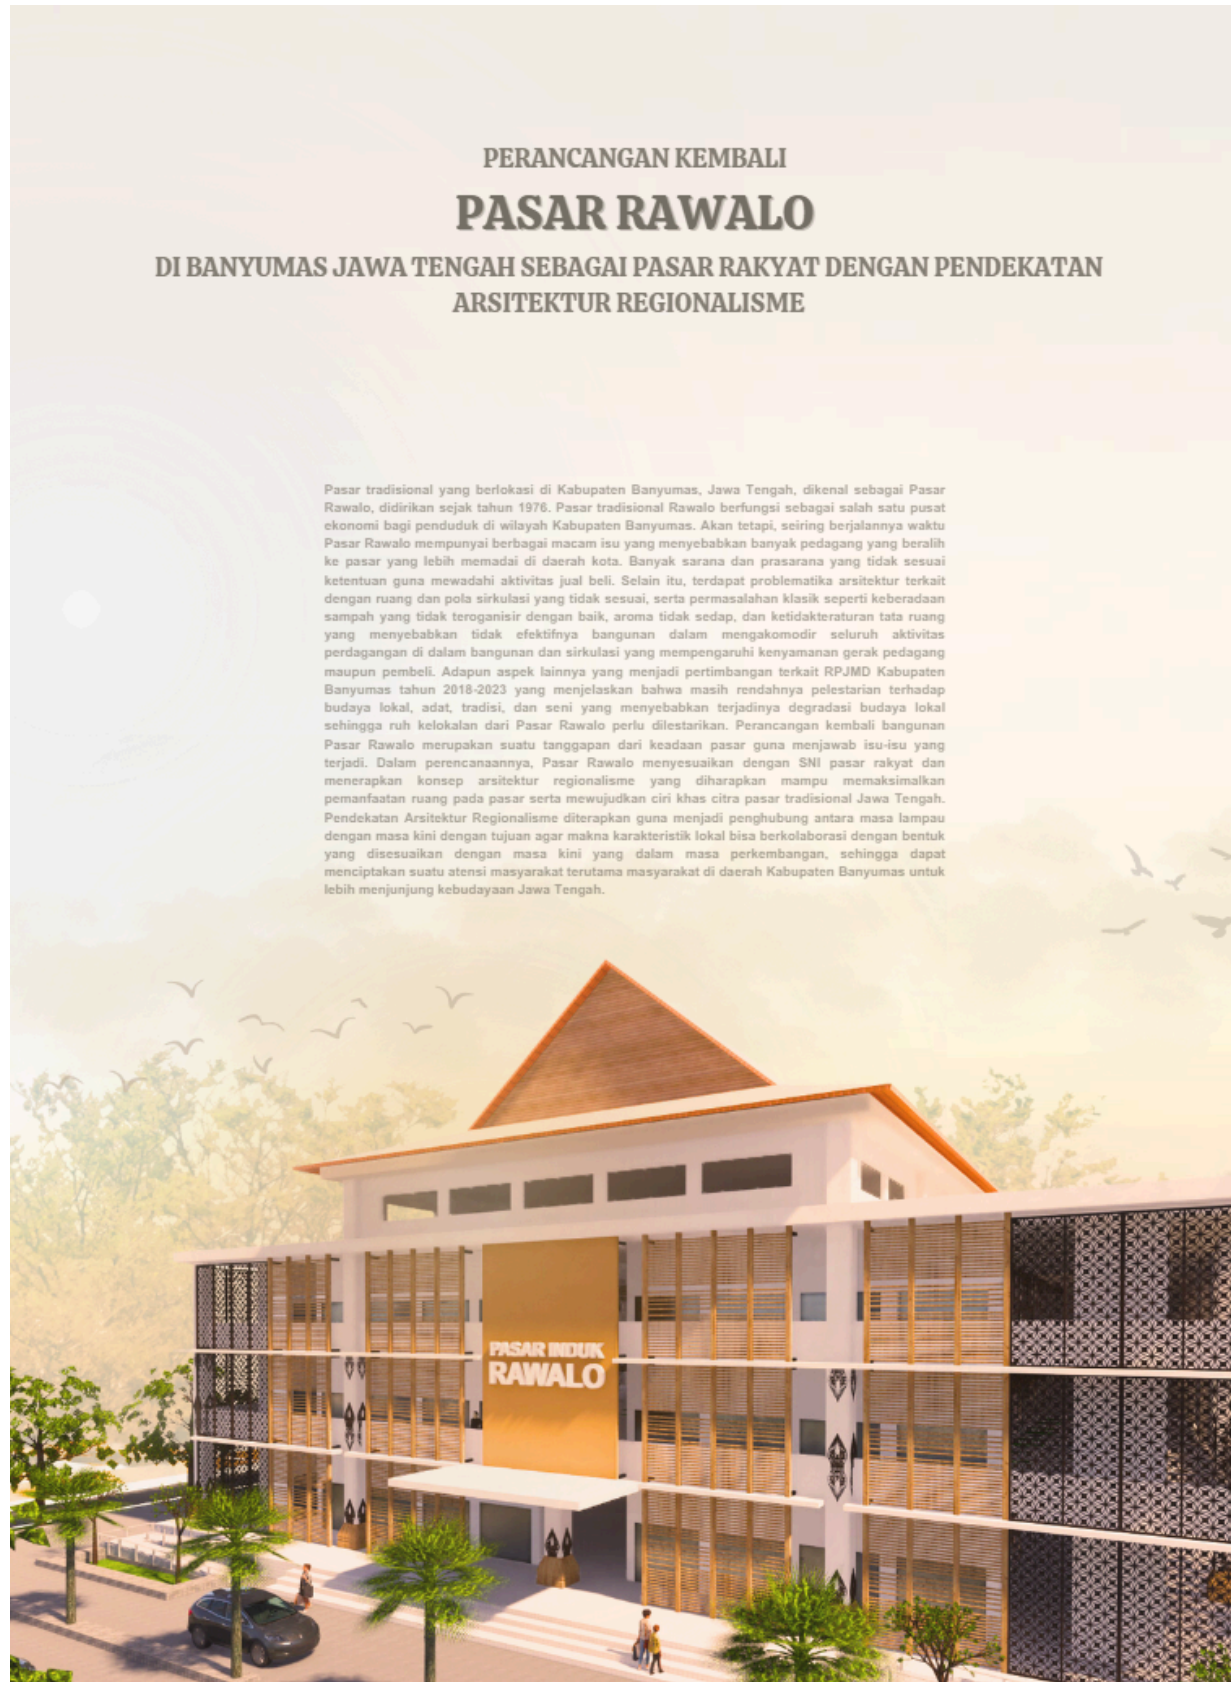 PERANCANGAN KEMBALI
PASAR RAWALO
DI BANYUMAS JAWA TENGAH SEBAGAI PASAR RAKYAT DENGAN PENDEKATAN
ARSITEKTUR REGIONALISME
Pasar tradisional yang berlokasi di Kabupaten Banyumas, Jawa Tengah, dikenal sebagai Pasar
Rawalo, didirikan sejak tahun 1976. Pasar tradisional Rawalo berfungsi sebagai salah satu pusat
ekonomi bagi penduduk di wilayah Kabupaten Banyumas. Akan tetapi, seiring berjalannya waktu
Pasar Rawalo mempunyai berbagai macam isu yang menyebabkan banyak pedagang yang beralih
ke pasar yang lebih memadai di daerah kota. Banyak sarana dan prasarana yang tidak sesuai
ketentuan guna mewadahi aktivitas jual beli. Selain itu, terdapat problematika arsitektur terkait
dengan ruang dan pola sirkulasi yang tidak sesuai, serta permasalahan klasik seperti keberadaan
sampah yang tidak teroganisir dengan baik, aroma tidak sedap, dan ketidakteraturan tata ruang
yang menyebabkan tidak efektifnya bangunan dalam mengakomodir seluruh aktivitas
perdagangan di dalam bangunan dan sirkulasi yang mempengaruhi kenyamanan gerak pedagang
maupun pembeli. Adapun aspek lainnya yang menjadi pertimbangan terkait RPJMD Kabupaten
Banyumas tahun 2018-2023 yang menjelaskan bahwa masih rendahnya pelestarian terhadap
budaya lokal, adat, tradisi, dan seni yang menyebabkan terjadinya degradasi budaya lokal
sehingga ruh kelokalan dari Pasar Rawalo perlu dilestarikan. Perancangan kembali bangunan
Pasar Rawalo merupakan suatu tanggapan dari keadaan pasar guna menjawab isu-isu yang
terjadi. Dalam perencanaannya, Pasar Rawalo menyesuaikan dengan SNI pasar rakyat dan
menerapkan konsep arsitektur regionalisme yang diharapkan mampu memaksimalkan
pemanfaatan ruang pada pasar serta mewujudkan ciri khas citra pasar tradisional Jawa Tengah.
Pendekatan Arsitektur Regionalisme diterapkan guna menjadi penghubung antara masa lampau
dengan masa kini dengan tujuan agar makna karakteristik lokal bisa berkolaborasi dengan bentuk
yang disesuaikan dengan masa kini yang dalam masa perkembangan, sehingga dapat
menciptakan suatu atensi masyarakat terutama masyarakat di daerah Kabupaten Banyumas untuk
lebih menjunjung kebudayaan Jawa Tengah.
PASAR INDUK
RAWALO